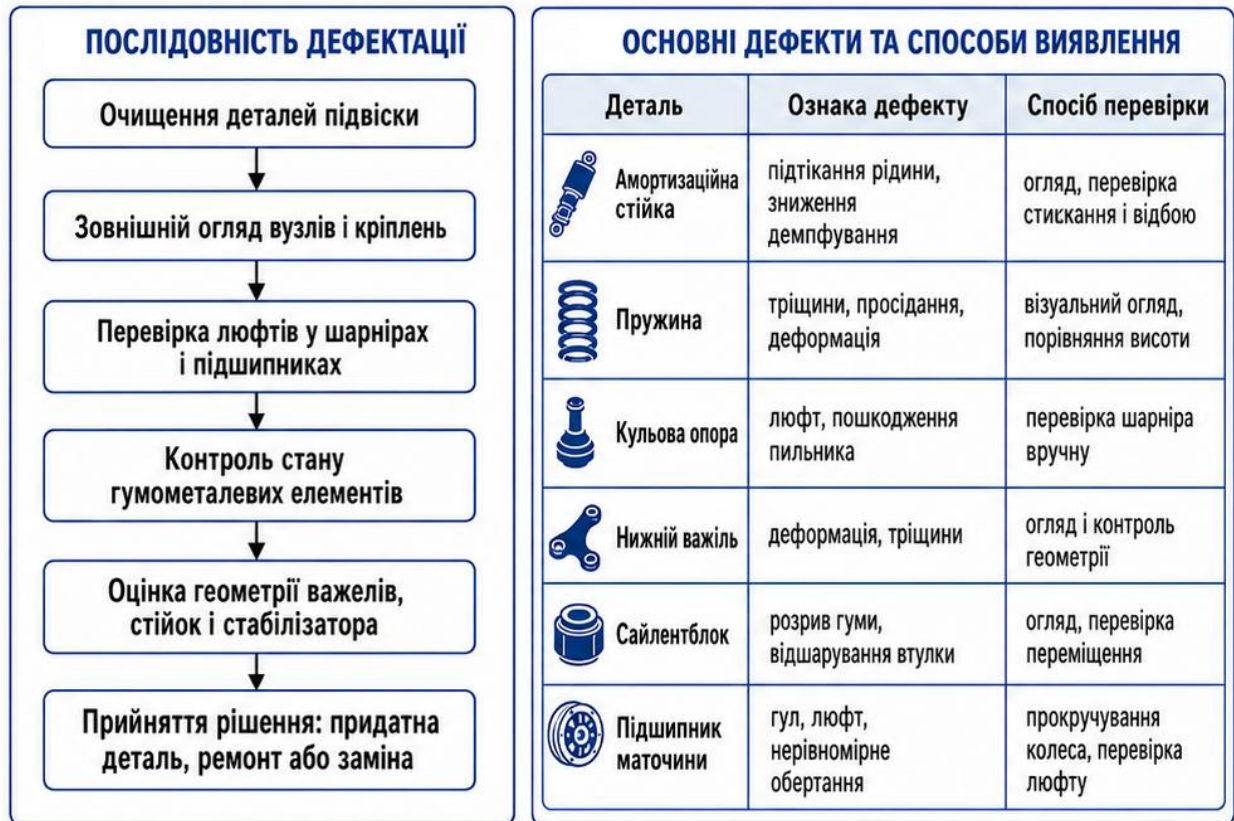 ПОСЛІДОВНІСТЬ ДЕФЕКТАЦІЇ
Очищення деталей підвіски
Зовнішній огляд вузлів і кріплень
Перевірка люфтів у шарнірах
і підшипниках
Контроль стану
гумометалевих елементів
Оцінка геометрії важелів,
стійок і стабілізатора
Прийняття рішення: придатна
деталь, ремонт або заміна
ОСНОВНІ ДЕФЕКТИ ТА СПОСОБИ ВИЯВЛЕННЯ
Деталь
Ознака дефекту
Спосіб перевірки
Амортизаційна
стійка
підтікання рідини,
зниження
демпфування
огляд, перевірка
стискання і відбою
Пружина
тріщини, просідання,
деформація
візуальний огляд,
порівняння висоти
Кульова опора
люфт, пошкодження
пильника
перевірка шарніра
вручну
Нижній важіль
деформація, тріщини
огляд і контроль
геометрії
Сайлентблок
розрив гуми,
відшарування втулки
огляд, перевірка
переміщення
Підшипник
маточини
гул, люфт,
нерівномірне
обертання
прокручування
колеса, перевірка
люфту